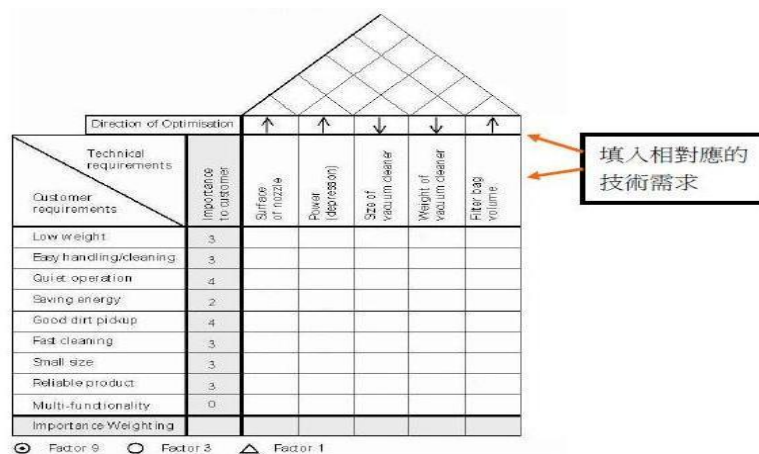 Direction of Optimisation
Technical
requirements
Customer
requirements
Importance
to customer
Surface
of nozzle
Power
(depression)
Size of
vacuum cleaner
Weight of
vacuum cleaner
Filter bag
volume
填入相對應的
技術需求
Low weight 3
Easy handling/cleaning 3
Quiet operation 4
Saving energy 2
Good dirt pick-up 4
Fast cleaning 3
Small size 3
Reliable product 3
Multi-functionality 0
Importance Weighting
Factor 9 Factor 3 Factor 1